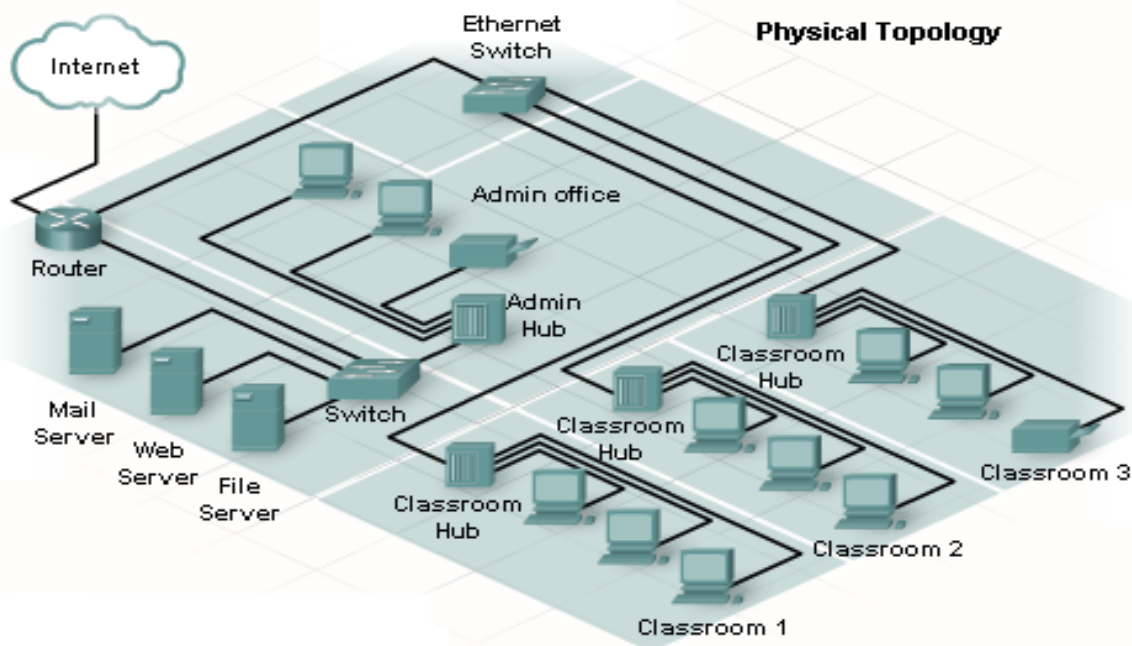 Physical Topology
Ethernet
Switch
Internet
Admin office
Router
Admin
Hub
Classroom
Hub
Mail
Server
Web
Server
File
Server
Switch
Classroom
Hub
Classroom 3
Classroom
Hub
Classroom 2
Classroom 1